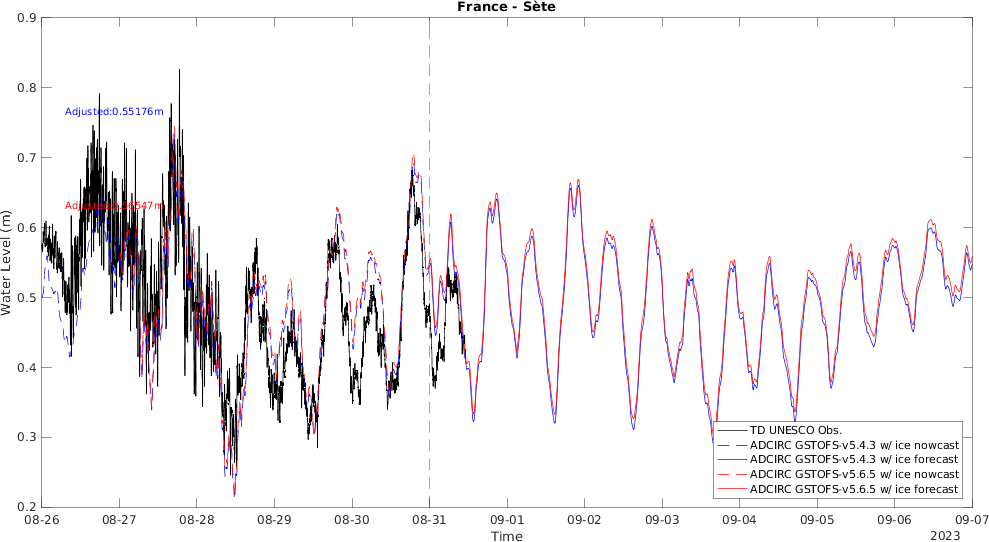 France - Sète
Water Level (m)
0.9
0.8
0.7
0.6
0.5
0.4
0.3
0.2
Adjusted:0.55176m
TD UNESCO Obs.
ADCIRC GSTOFS-v5.4.3 w/ ice nowcast
ADCIRC GSTOFS-v5.4.3 w/ ice forecast
ADCIRC GSTOFS-v5.6.5 w/ ice nowcast
ADCIRC GSTOFS-v5.6.5 w/ ice forecast
08-26 08-27 08-28 08-29 08-30 08-31 09-01 09-02 09-03 09-04 09-05 09-06 09-07
Time
2023